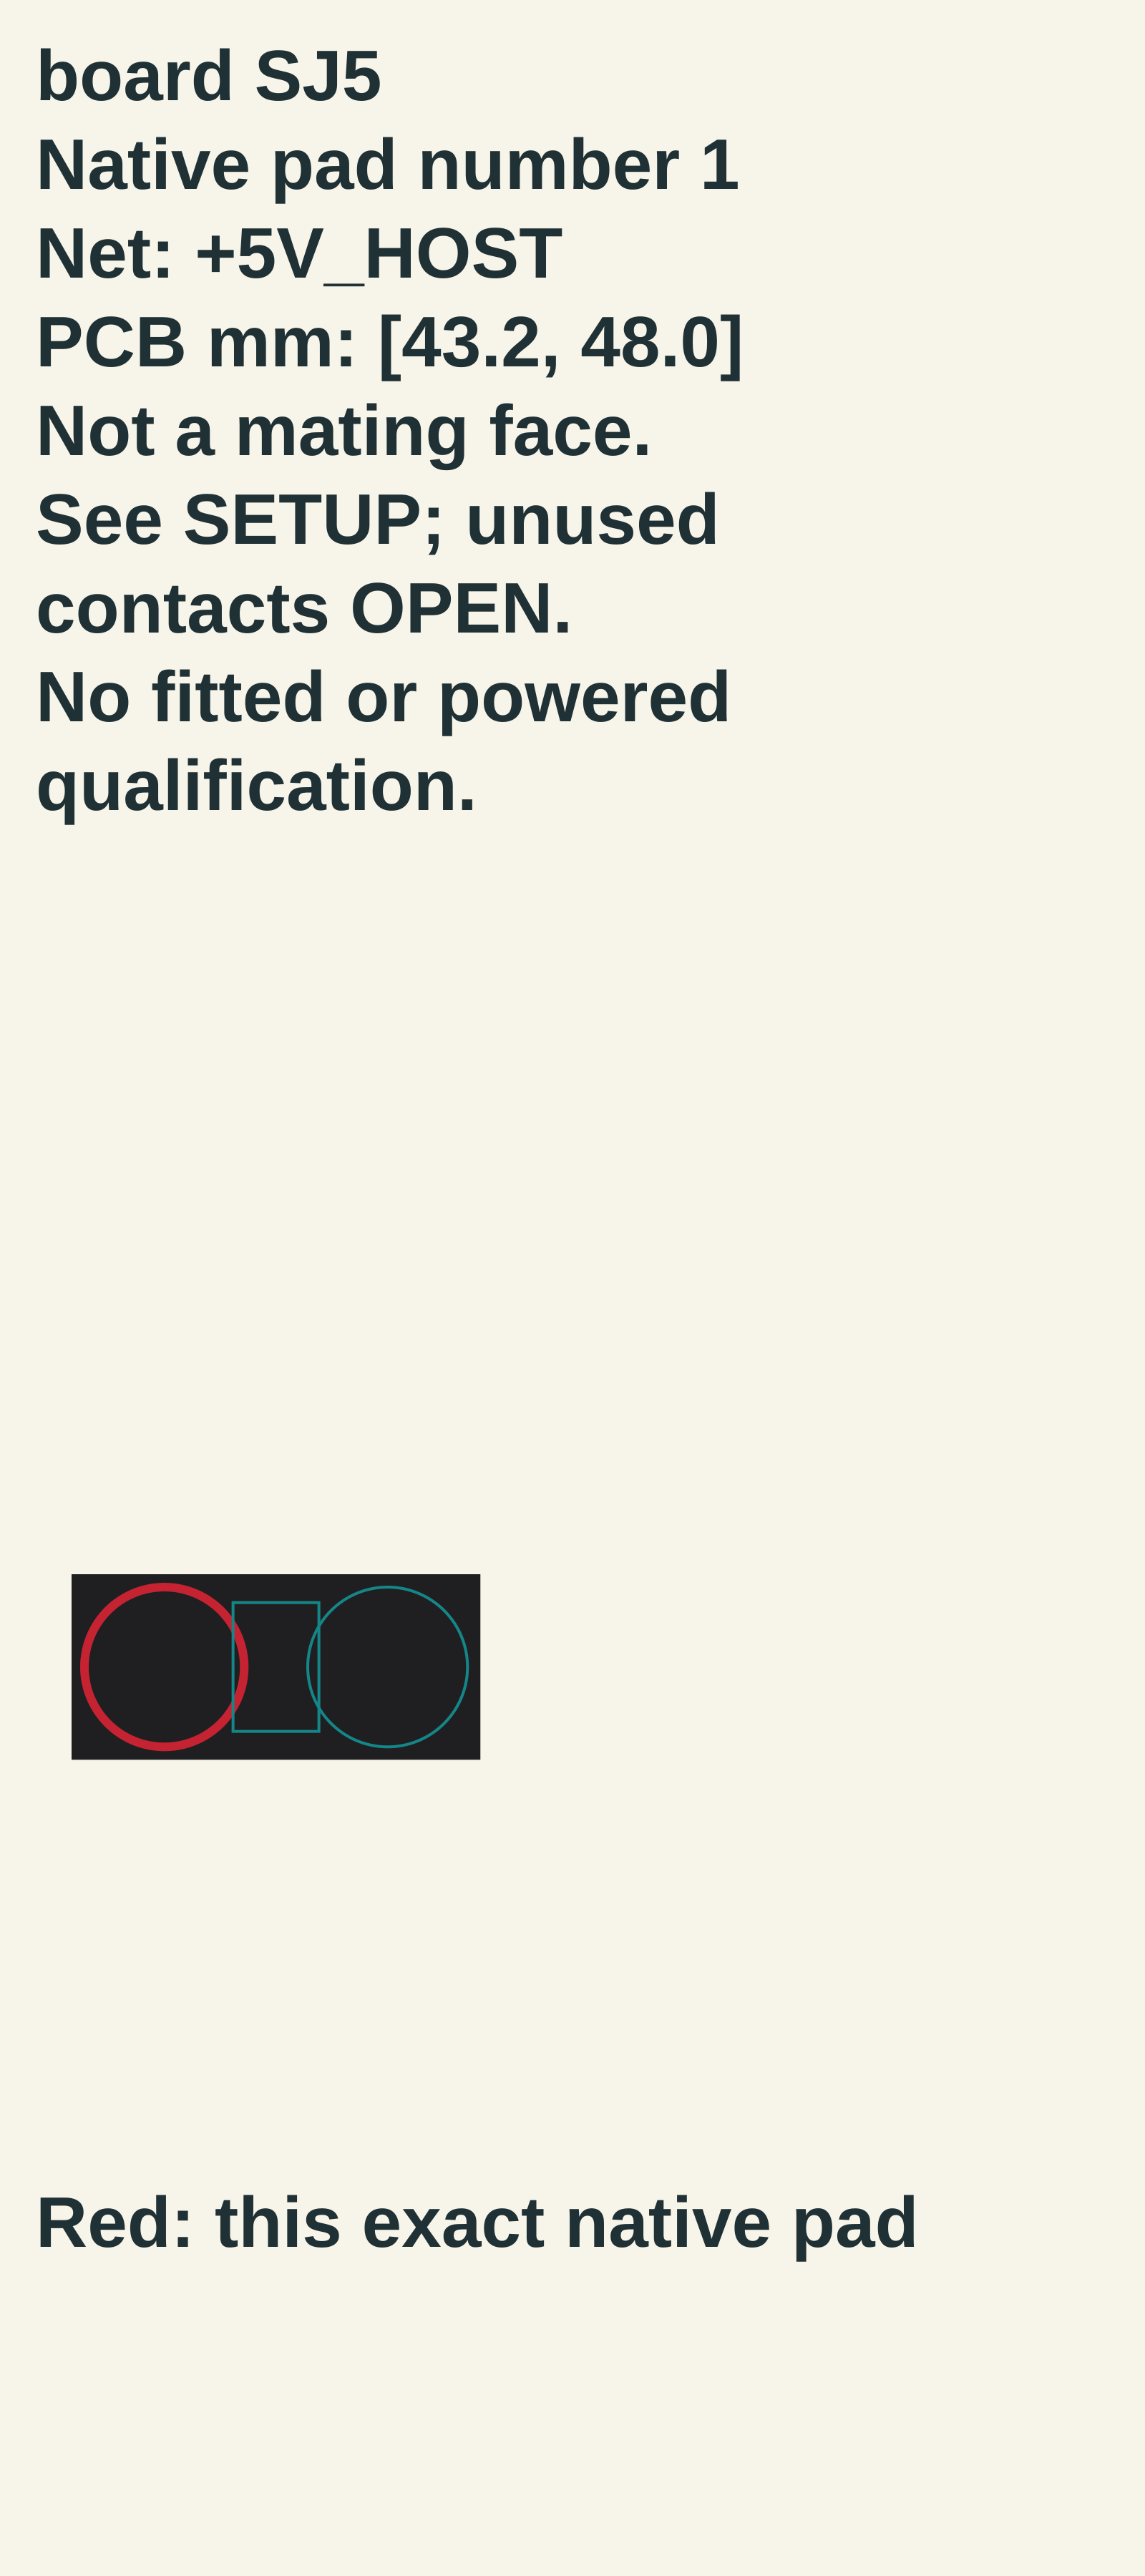 board SJ5
Native pad number 1
Net: +5V_HOST
PCB mm: [43.2, 48.0]
Not a mating face.
See SETUP; unused
contacts OPEN.
No fitted or powered
qualification.
Red: this exact native pad